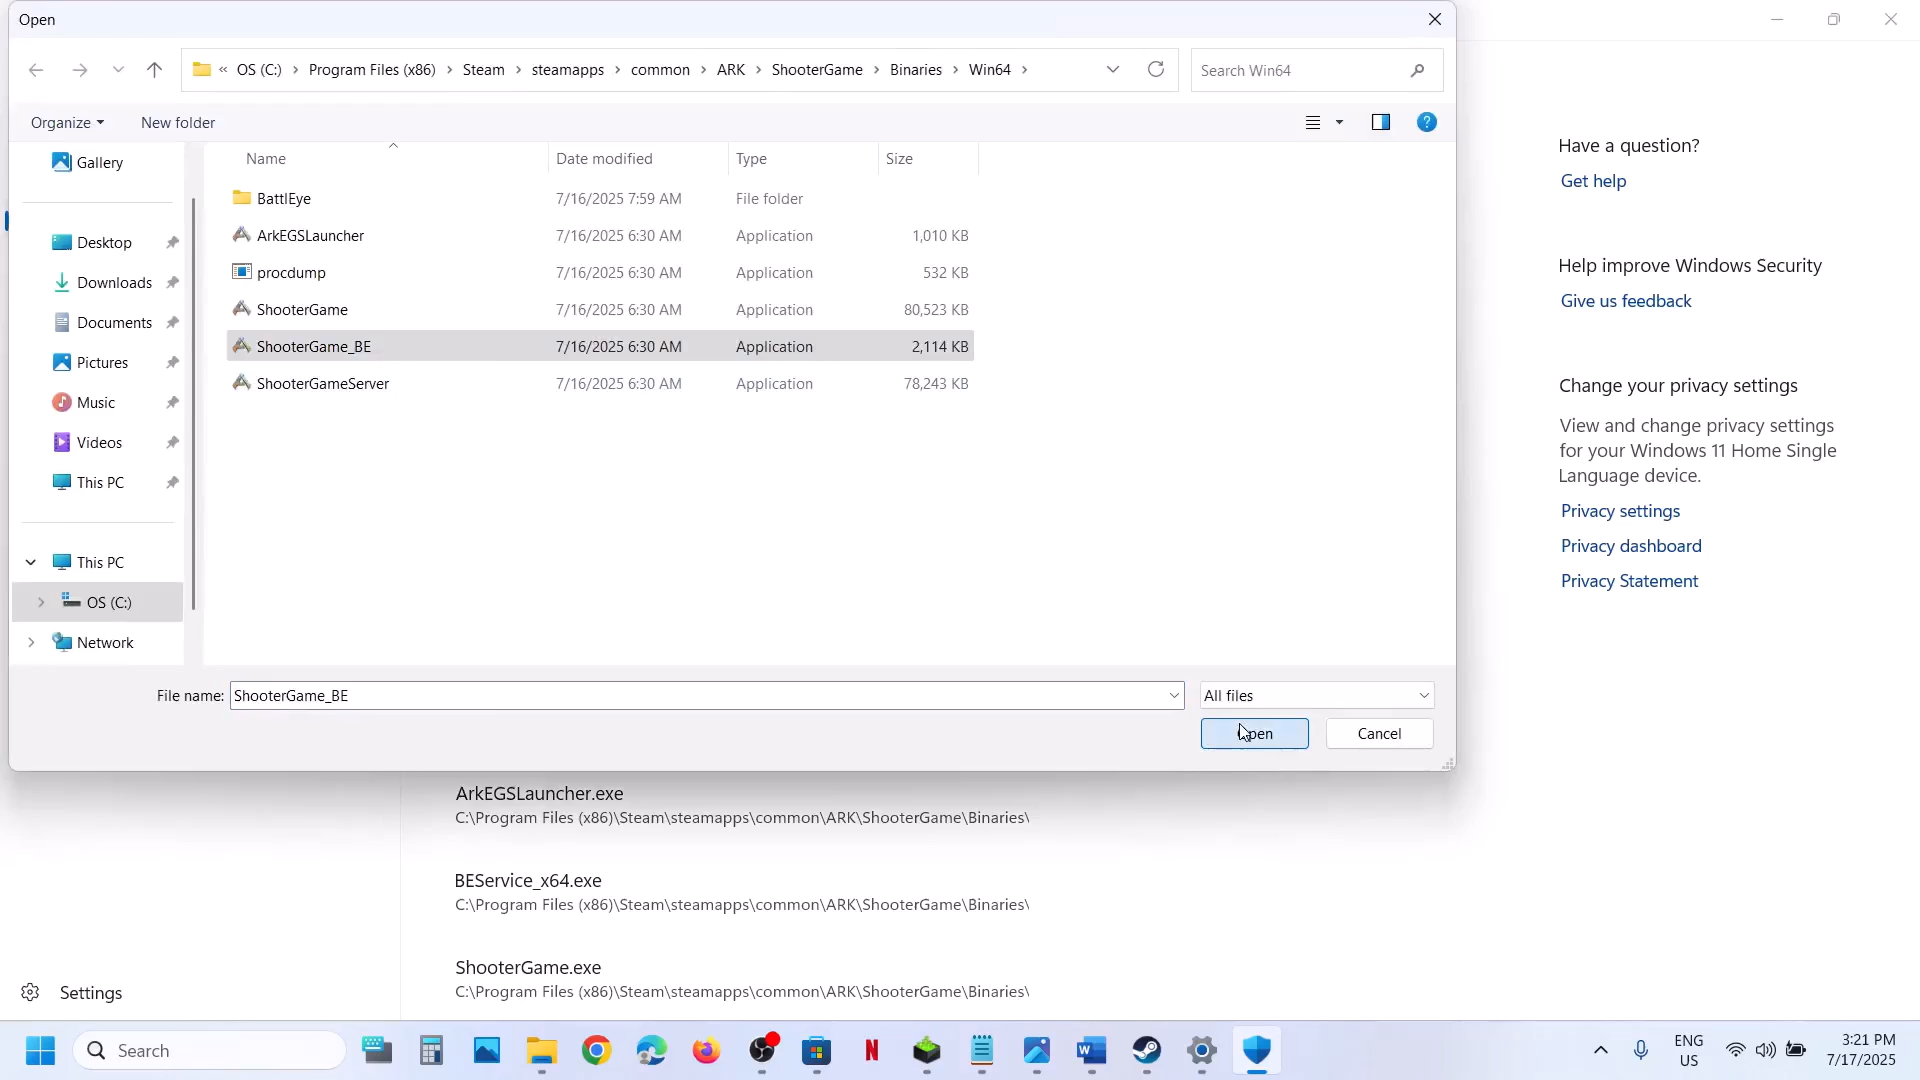 Open
« OS (C:) › Program Files (x86) › Steam › steamapps › common › ARK › ShooterGame › Binaries › Win64 ›
Search Win64
Organize
New folder
Gallery
Desktop
Downloads
Documents
Pictures
Music
Videos
This PC
This PC
OS (C:)
Network
Name Date modified Type Size
BattlEye 7/16/2025 7:59 AM File folder
ArkEGSLauncher 7/16/2025 6:30 AM Application 1,010 KB
procdump 7/16/2025 6:30 AM Application 532 KB
ShooterGame 7/16/2025 6:30 AM Application 80,523 KB
ShooterGame_BE 7/16/2025 6:30 AM Application 2,114 KB
ShooterGameServer 7/16/2025 6:30 AM Application 78,243 KB
File name: ShooterGame_BE
All files
Open
Cancel
Have a question?
Get help
Help improve Windows Security
Give us feedback
Change your privacy settings
View and change privacy settings
for your Windows 11 Home Single
Language device.
Privacy settings
Privacy dashboard
Privacy Statement
ArkEGSLauncher.exe
C:\Program Files (x86)\Steam\steamapps\common\ARK\ShooterGame\Binaries\
BEService_x64.exe
C:\Program Files (x86)\Steam\steamapps\common\ARK\ShooterGame\Binaries\
ShooterGame.exe
C:\Program Files (x86)\Steam\steamapps\common\ARK\ShooterGame\Binaries\
Settings
Search
ENG
US
3:21 PM
7/17/2025